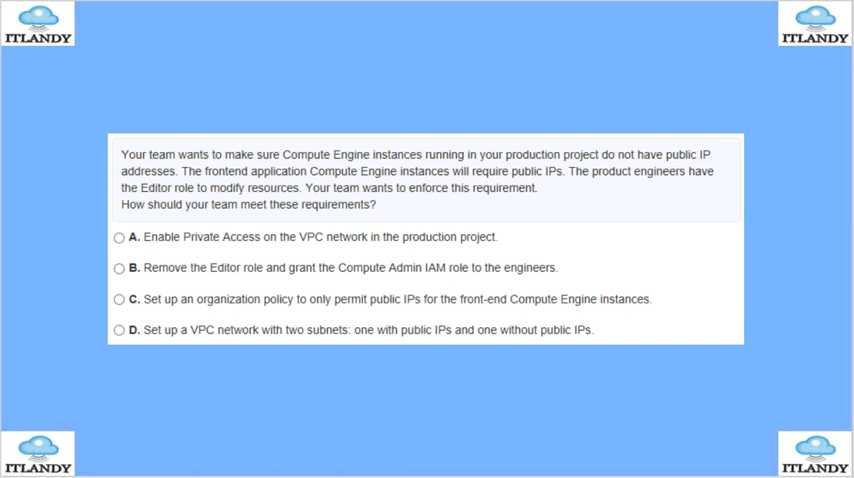 ITLANDY
ITLANDY
Your team wants to make sure Compute Engine instances running in your production project do not have public IP
addresses. The frontend application Compute Engine instances will require public IPs. The product engineers have
the Editor role to modify resources. Your team wants to enforce this requirement.
How should your team meet these requirements?
A. Enable Private Access on the VPC network in the production project.
B. Remove the Editor role and grant the Compute Admin IAM role to the engineers.
C. Set up an organization policy to only permit public IPs for the front-end Compute Engine instances.
D. Set up a VPC network with two subnets: one with public IPs and one without public IPs.
ITLANDY
ITLANDY